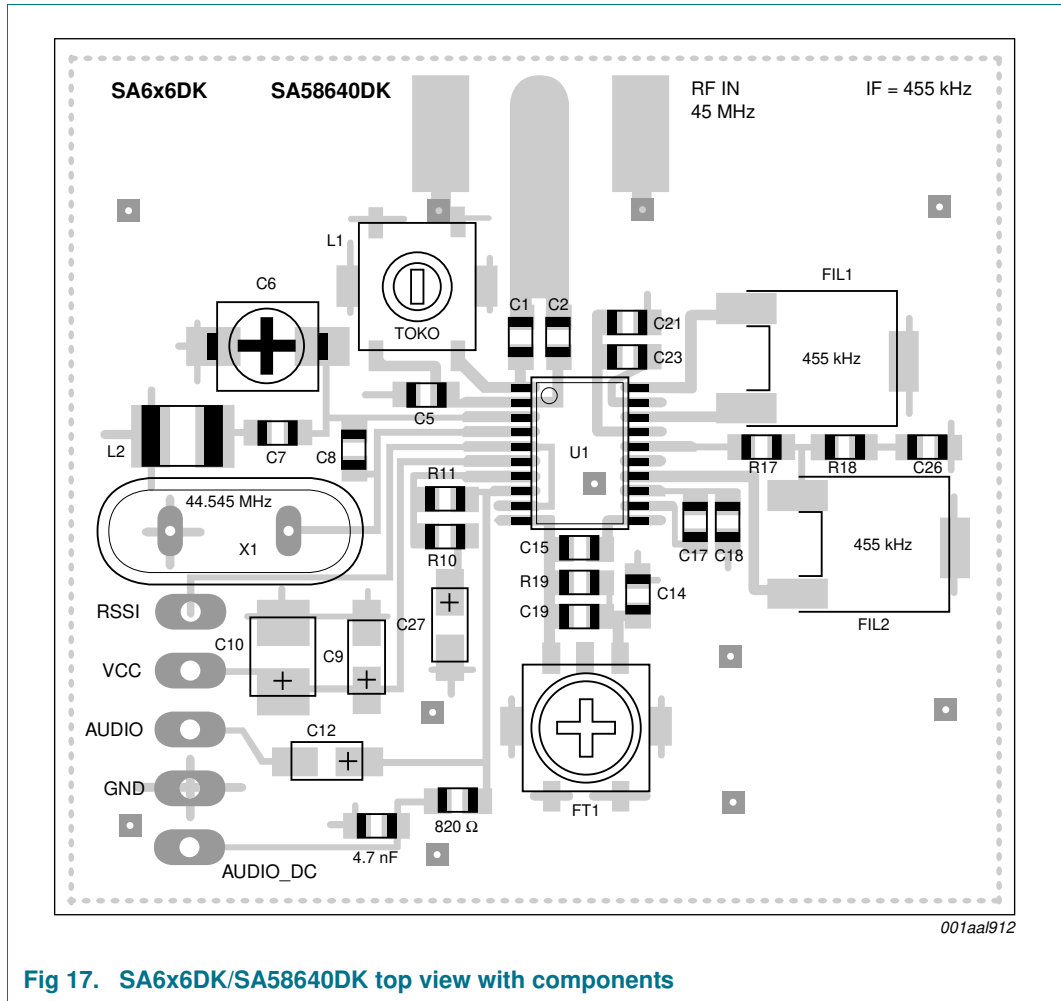 SA6x6DK SA58640DK RF IN IF = 455 kHz
45 MHz
L1
TOKO
C6
C1 C2
C21
C23
FIL1
455 kHz
L2
C7
C8
C5
U1
R17 R18 C26
R11
R10
44.545 MHz
X1
C15
R19
C19
C14
C17 C18
455 kHz
FIL2
RSSI
VCC
AUDIO
GND
AUDIO_DC
C10
C9
C27
C12
820 Ω
4.7 nF
FT1
001aal912
Fig 17. SA6x6DK/SA58640DK top view with components